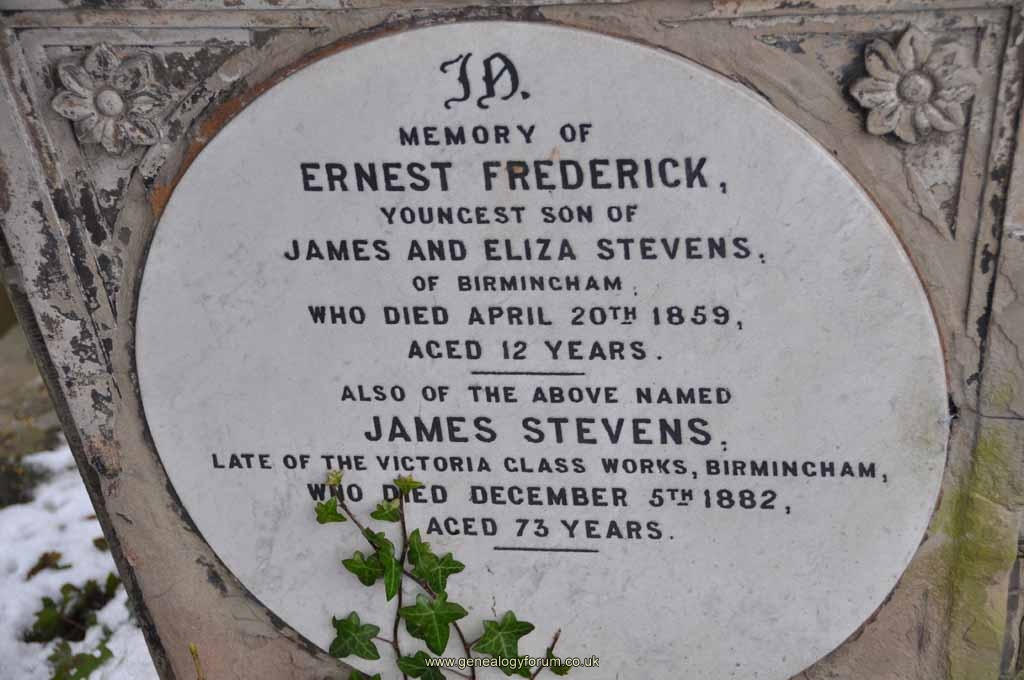 In.
MEMORY OF
ERNEST FREDERICK,
YOUNGEST SON OF
JAMES AND ELIZA STEVENS,
OF BIRMINGHAM,
WHO DIED APRIL 20TH 1859,
AGED 12 YEARS.
ALSO OF THE ABOVE NAMED
JAMES STEVENS,
LATE OF THE VICTORIA GLASS WORKS, BIRMINGHAM,
WHO DIED DECEMBER 5TH 1882,
AGED 73 YEARS.
www.genealogyforum.co.uk